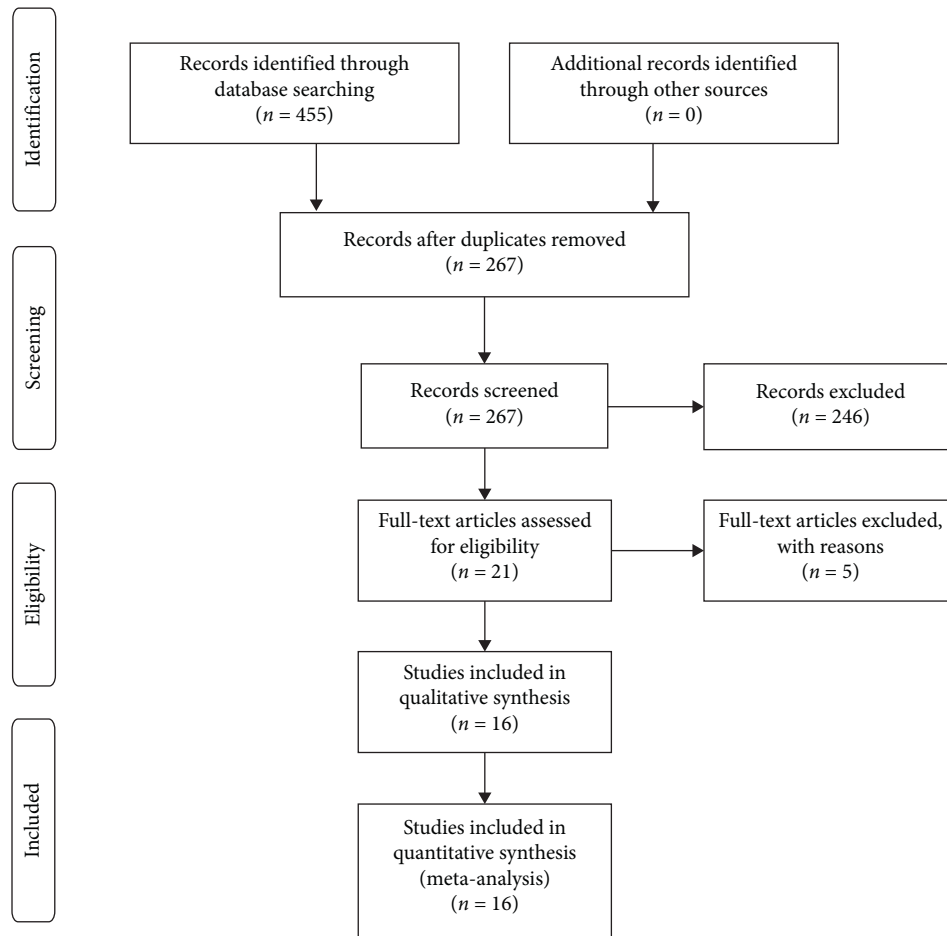 Identification
Records identified through
database searching
(n = 455)
Additional records identified
through other sources
(n = 0)
Records after duplicates removed
(n = 267)
Screening
Records screened
(n = 267)
Records excluded
(n = 246)
Eligibility
Full-text articles assessed
for eligibility
(n = 21)
Full-text articles excluded,
with reasons
(n = 5)
Studies included in
qualitative synthesis
(n = 16)
Included
Studies included in
quantitative synthesis
(meta-analysis)
(n = 16)